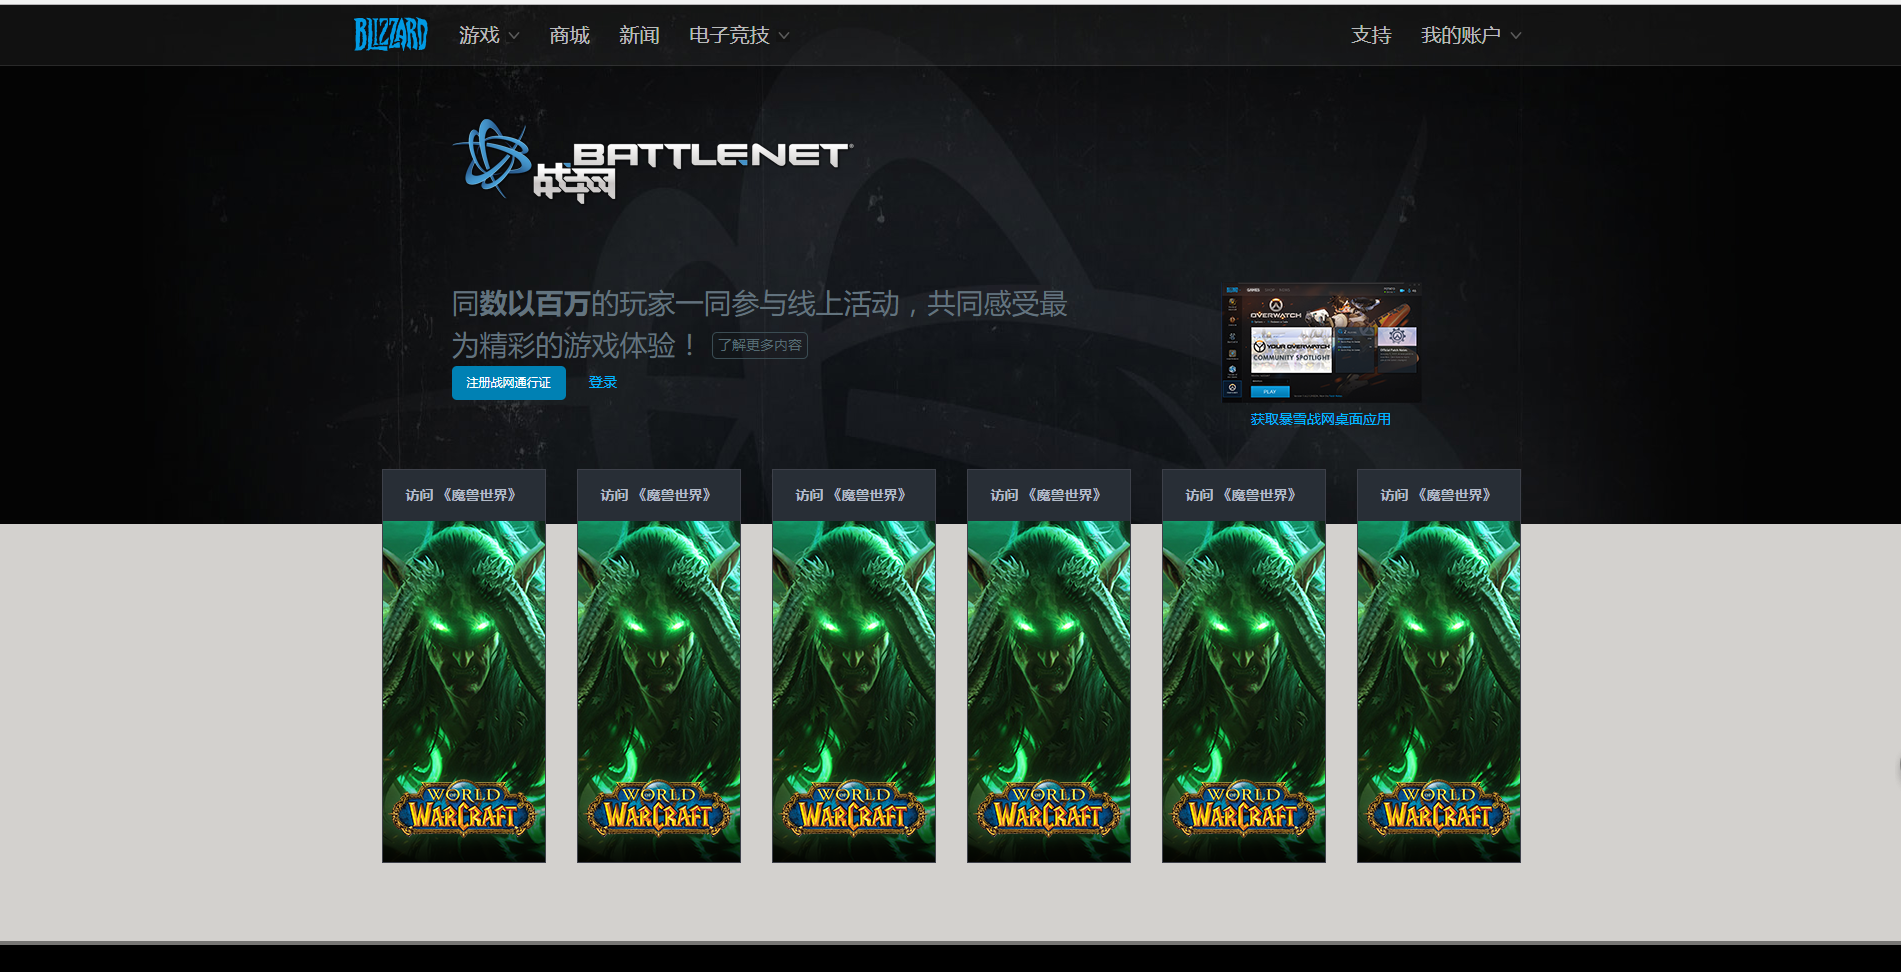 BLIZZARD 游戏 商城 新闻 电子竞技 支持 我的账户
BATTLE.NET
战网
同数以百万的玩家一同参与线上活动，共同感受最
为精彩的游戏体验！ 了解更多内容
注册战网通行证 登录
OVERWATCH
YOUR OVERWATCH
COMMUNITY SPOTLIGHT
PLAY
获取暴雪战网桌面应用
访问 《魔兽世界》 访问 《魔兽世界》 访问 《魔兽世界》 访问 《魔兽世界》 访问 《魔兽世界》 访问 《魔兽世界》
WORLD WORLD WORLD WORLD WORLD WORLD
WARCRAFT WARCRAFT WARCRAFT WARCRAFT WARCRAFT WARCRAFT